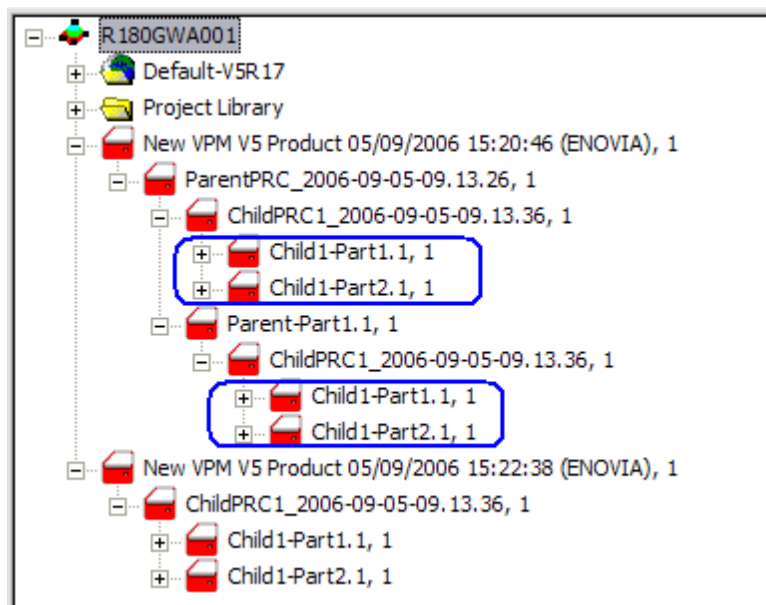 R180GWA001
Default-V5R17
Project Library
New VPM V5 Product 05/09/2006 15:20:46 (ENOVIA), 1
ParentPRC_2006-09-05-09.13.26, 1
ChildPRC1_2006-09-05-09.13.36, 1
Child1-Part1.1, 1
Child1-Part2.1, 1
Parent-Part1.1, 1
ChildPRC1_2006-09-05-09.13.36, 1
Child1-Part1.1, 1
Child1-Part2.1, 1
New VPM V5 Product 05/09/2006 15:22:38 (ENOVIA), 1
ChildPRC1_2006-09-05-09.13.36, 1
Child1-Part1.1, 1
Child1-Part2.1, 1